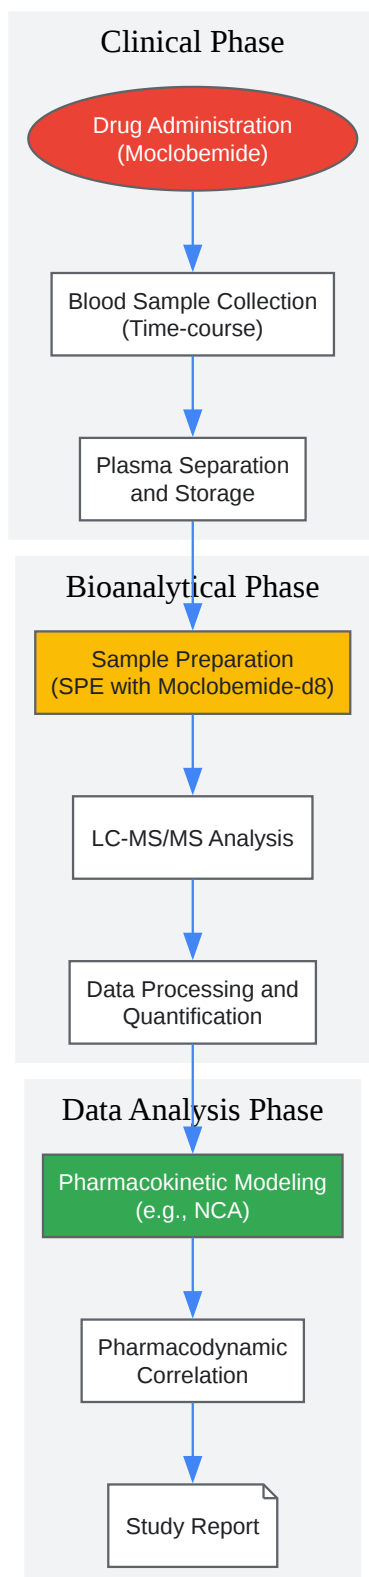 Clinical Phase
Drug Administration
(Moclobemide)
Blood Sample Collection
(Time-course)
Plasma Separation
and Storage
Bioanalytical Phase
Sample Preparation
(SPE with Moclobemide-d8)
LC-MS/MS Analysis
Data Processing and
Quantification
Data Analysis Phase
Pharmacokinetic Modeling
(e.g., NCA)
Pharmacodynamic
Correlation
Study Report